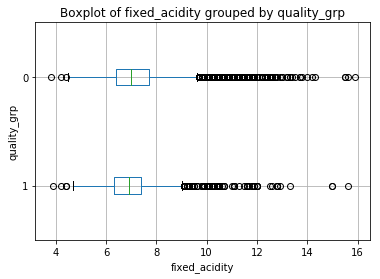 Boxplot of fixed_acidity grouped by quality_grp
quality_grp
0
1
4 6 8 10 12 14 16
fixed_acidity